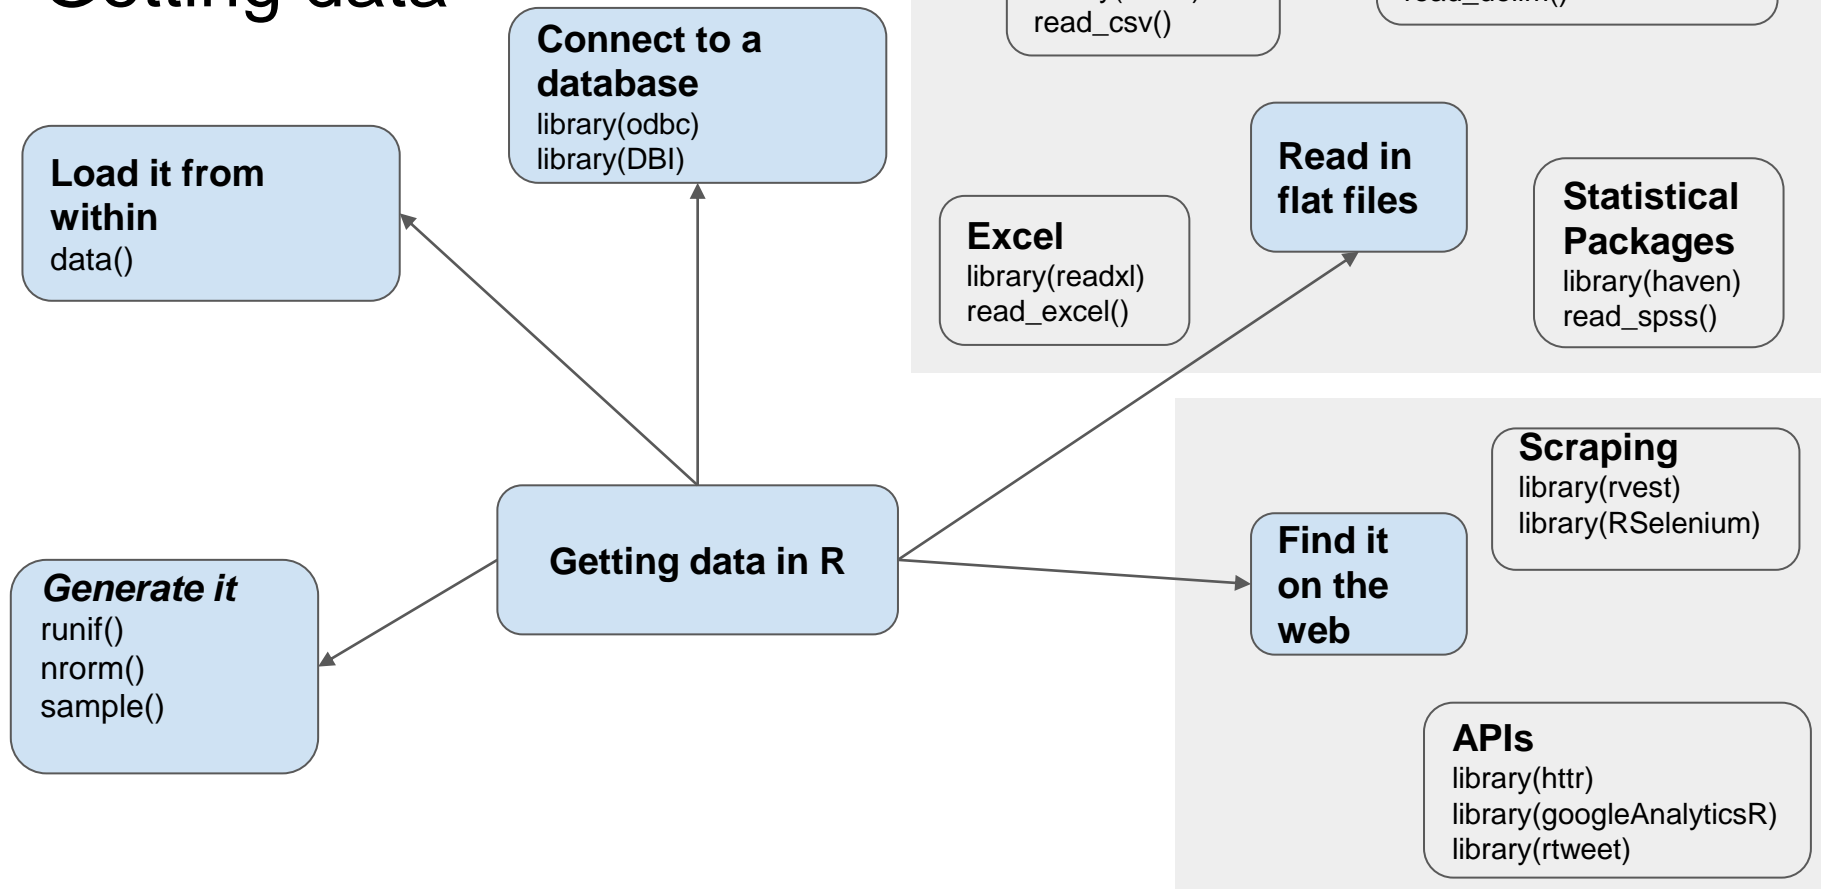 Getting data
read_csv()
Connect to a
database
library(odbc)
library(DBI)
Load it from
within
data()
Read in
flat files
Excel
library(readxl)
read_excel()
Statistical
Packages
library(haven)
read_spss()
Getting data in R
Generate it
runif()
nrorm()
sample()
Find it
on the
web
Scraping
library(rvest)
library(RSelenium)
APIs
library(httr)
library(googleAnalyticsR)
library(rtweet)